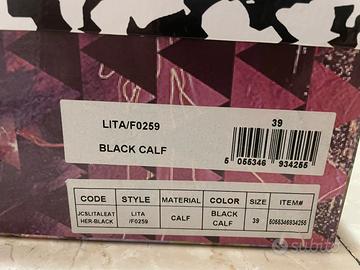 LITA/F0259
39
BLACK CALF
5 055346 934255
CODE STYLE MATERIAL COLOR SIZE ITEM#
JCSLITALEAT LITA CALF BLACK 39 5055346934255
HER-BLACK /F0259 CALF
subito